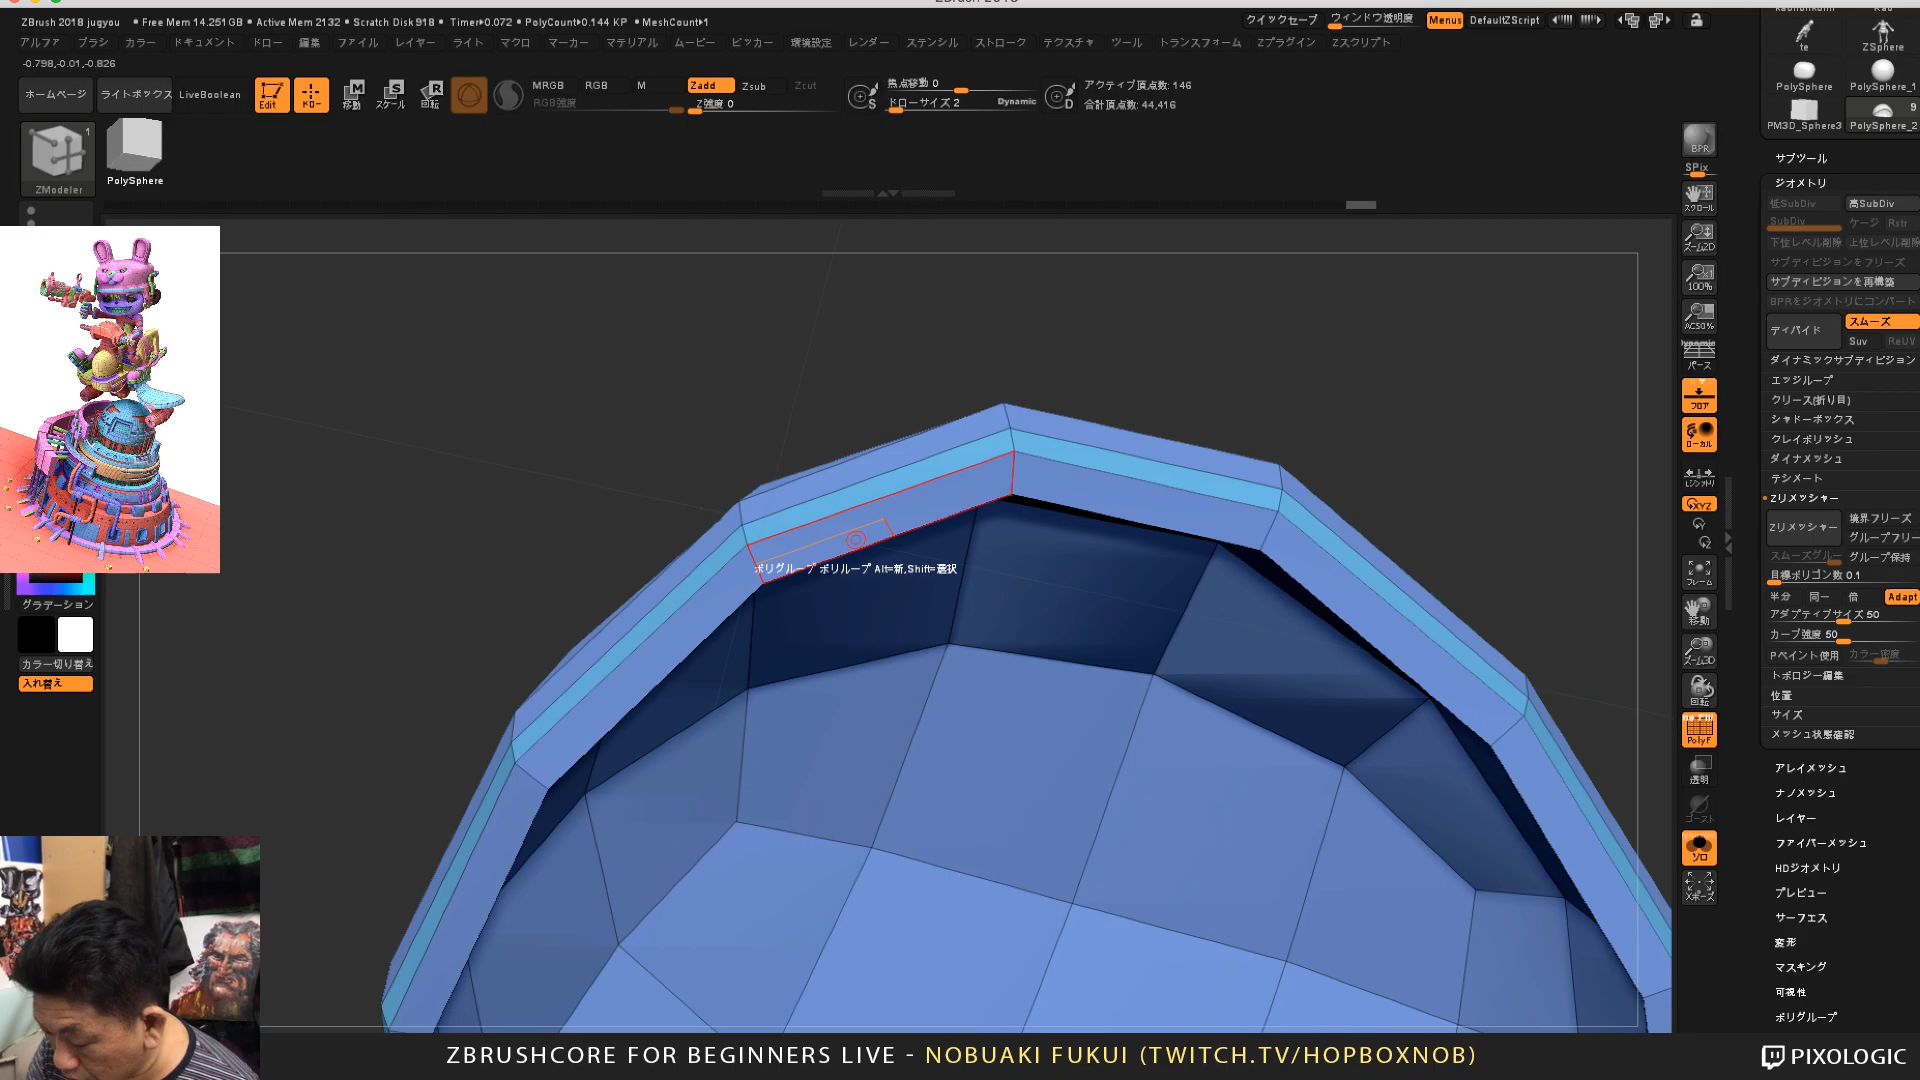 ZBrush 2018 jugyou ● Free Mem 14.251GB ● Active Mem 2132 ● Scratch Disk 918 ● Timer▶0.072 ● PolyCount▶0.144 KP ● MeshCount▶1
クイックセーブ ウィンドウ透明度 Menus DefaultZScript
アルファ ブラシ カラー ドキュメント ドロー 編集 ファイル レイヤー ライト マクロ マーカー マテリアル ムービー ピッカー 環境設定 レンダー ステンシル ストローク テクスチャ ツール トランスフォーム Zプラグイン Zスクリプト
-0.798,-0.01,-0.826
ホームページ ライトボックス LiveBoolean Edit ドロー 移動 スケール 回転
MRGB RGB M Zadd Zsub Zcut
RGB強度 Z強度 0
焦点移動 0
ドローサイズ 2 Dynamic
アクティブ頂点数: 146
合計頂点数: 44,416
1
ZModeler
PolySphere
グラデーション
カラー切り替え
入れ替え
ポリグループ ポリループ Alt=新,Shift=選択
BPR
SPix
スクロール
ズーム2D
100%
AC50%
Dynamic
パース
フロア
ローカル
XYZ
フレーム
移動
ズーム3D
回転
PolyF
透明
ゴースト
ソロ
Xポーズ
te ZSphere
PolySphere PolySphere_1
9
PM3D_Sphere3 PolySphere_2
サブツール
ジオメトリ
低SubDiv 高SubDiv
SubDiv ケージ Rstr
下位レベル削除 上位レベル削除
サブディビジョンをフリーズ
サブディビジョンを再構築
BPRをジオメトリにコンバート
ディバイド スムーズ
Suv ReUV
ダイナミックサブディビジョン
エッジループ
クリース(折り目)
シャドーボックス
クレイポリッシュ
ダイナメッシュ
テシメート
Zリメッシャー
Zリメッシャー 境界フリーズ
グループフリー
スムーズグルー グループ保持
目標ポリゴン数 0.1
半分 同一 倍 Adapt
アダプティブサイズ 50
カーブ強度 50
Pペイント使用 カラー密度
トポロジー編集
位置
サイズ
メッシュ状態確認
アレイメッシュ
ナノメッシュ
レイヤー
ファイバーメッシュ
HDジオメトリ
プレビュー
サーフェス
変形
マスキング
可視性
ポリグループ
ZBRUSHCORE FOR BEGINNERS LIVE - NOBUAKI FUKUI (TWITCH.TV/HOPBOXNOB)
PIXOLOGIC